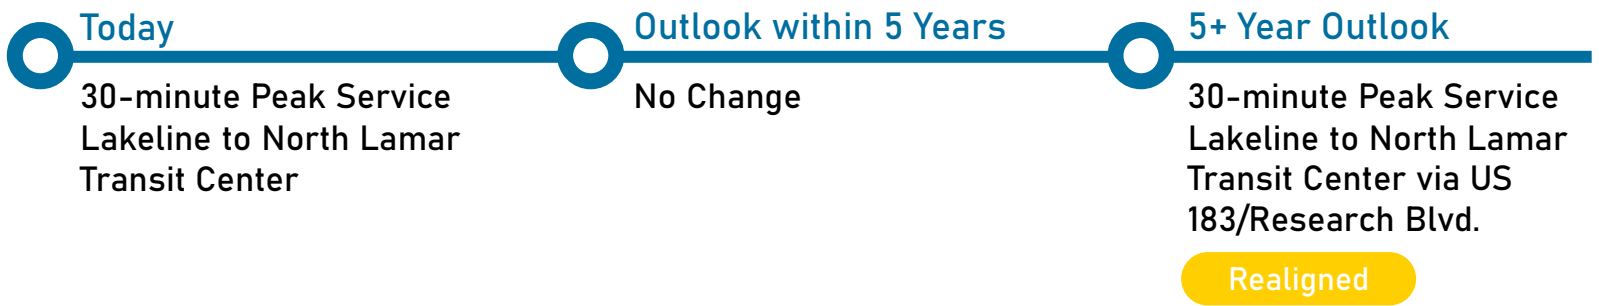 Today
30-minute Peak Service
Lakeline to North Lamar
Transit Center
Outlook within 5 Years
No Change
5+ Year Outlook
30-minute Peak Service
Lakeline to North Lamar
Transit Center via US
183/Research Blvd.
Realigned